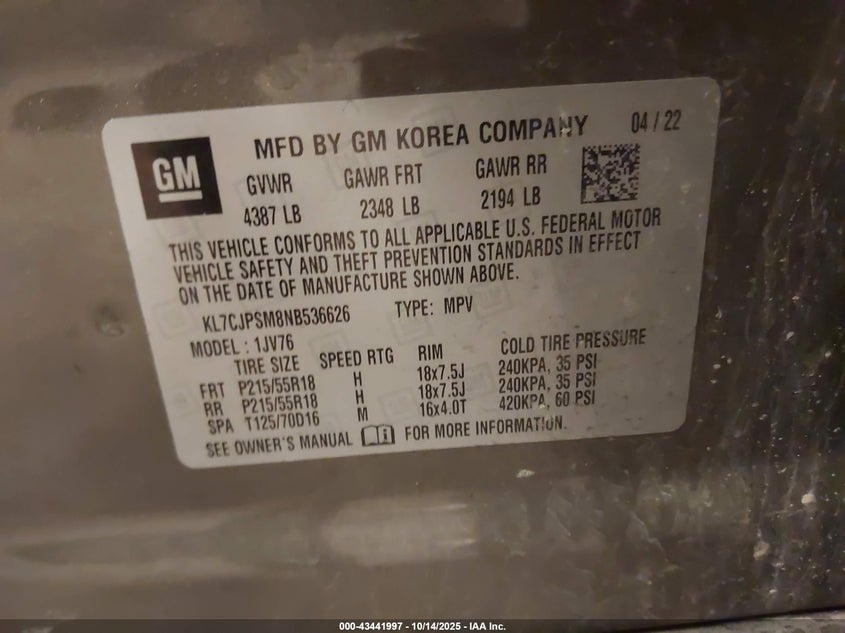 GM
MFD BY GM KOREA COMPANY 04 / 22
GVWR GAWR FRT GAWR RR
4387 LB 2348 LB 2194 LB
THIS VEHICLE CONFORMS TO ALL APPLICABLE U.S. FEDERAL MOTOR
VEHICLE SAFETY AND THEFT PREVENTION STANDARDS IN EFFECT
ON THE DATE OF MANUFACTURE SHOWN ABOVE.
KL7CJPSM8NB536626 TYPE: MPV
MODEL : 1JV76
TIRE SIZE SPEED RTG RIM COLD TIRE PRESSURE
FRT P215/55R18 H 18x7.5J 240KPA, 35 PSI
RR P215/55R18 H 18x7.5J 240KPA, 35 PSI
SPA T125/70D16 M 16x4.0T 420KPA, 60 PSI
SEE OWNER'S MANUAL FOR MORE INFORMATION.
000-43441997 - 10/14/2025 - IAA Inc.